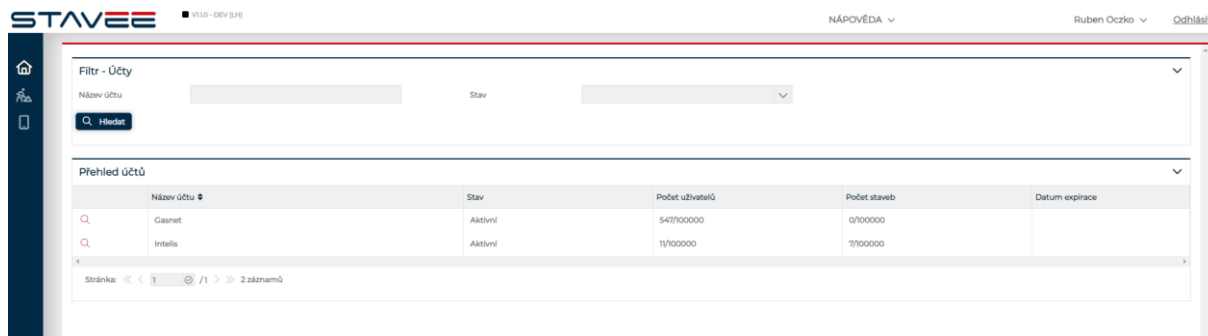 STAVEE
V1.1.0 - DEV (LH)
NÁPOVĚDA
Ruben Oczko
Odhlásit
Filtr - Účty
Název účtu
Stav
Hledat
Přehled účtů
Název účtu Stav Počet uživatelů Počet staveb Datum expirace
Gasnet Aktivní 547/100000 0/100000
Intelis Aktivní 11/100000 7/100000
Stránka: 1 /1 2 záznamů